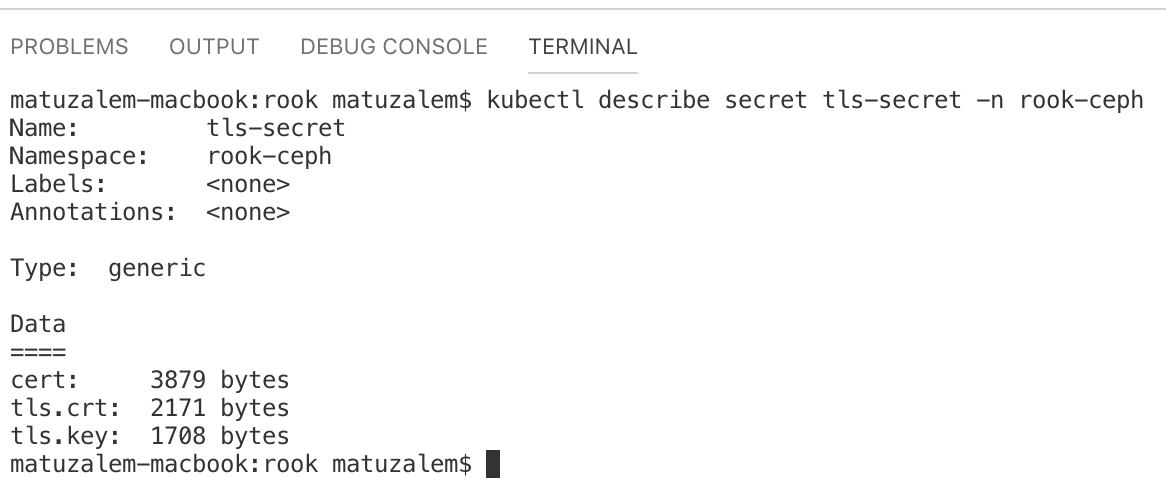 PROBLEMS OUTPUT DEBUG CONSOLE TERMINAL
matuzalem-macbook:rook matuzalem$ kubectl describe secret tls-secret -n rook-ceph
Name:         tls-secret
Namespace:    rook-ceph
Labels:       <none>
Annotations:  <none>
Type:  generic
Data
====
cert:     3879 bytes
tls.crt:  2171 bytes
tls.key:  1708 bytes
matuzalem-macbook:rook matuzalem$